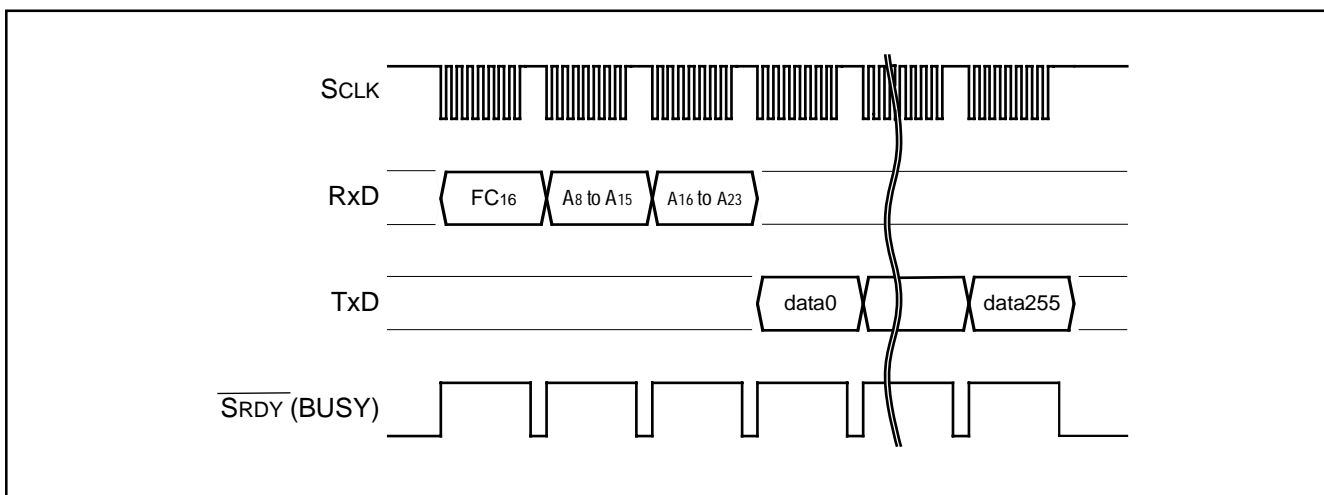 SCLK
RxD
FC16 A8 to A15 A16 to A23
TxD
data0 data255
SRDY (BUSY)